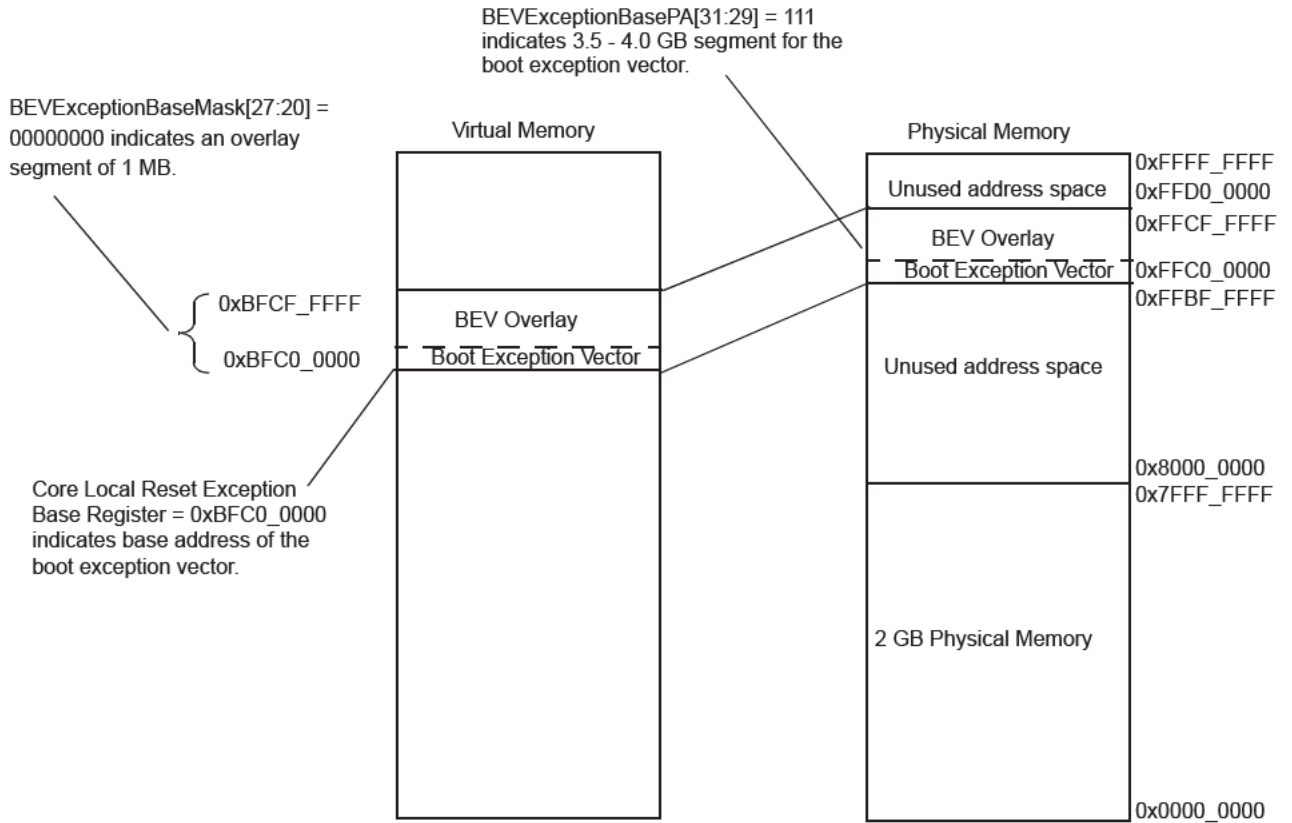 BEVExceptionBasePA[31:29] = 111
indicates 3.5 - 4.0 GB segment for the
boot exception vector.
BEVExceptionBaseMask[27:20] =
00000000 indicates an overlay
segment of 1 MB.
Virtual Memory
Physical Memory
0xFFFF_FFFF
Unused address space
0xFFD0_0000
0xFFCF_FFFF
BEV Overlay
Boot Exception Vector
0xFFC0_0000
0xFFBF_FFFF
0xBFCF_FFFF
BEV Overlay
0xBFC0_0000
Boot Exception Vector
Unused address space
0x8000_0000
0x7FFF_FFFF
Core Local Reset Exception
Base Register = 0xBFC0_0000
indicates base address of the
boot exception vector.
2 GB Physical Memory
0x0000_0000